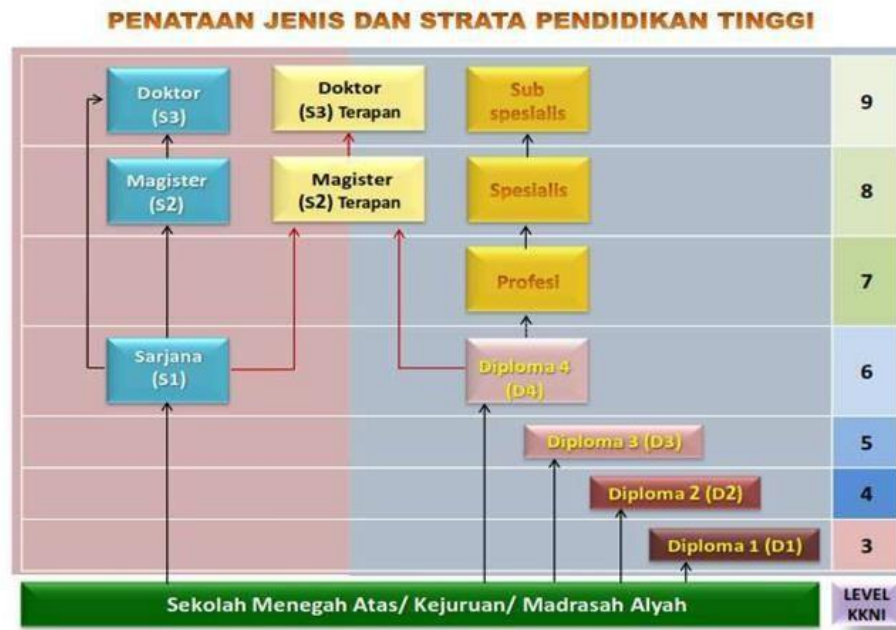 PENATAAN JENIS DAN STRATA PENDIDIKAN TINGGI
Doktor
(S3)
Doktor
(S3) Terapan
Sub
spesialis
9
Magister
(S2)
Magister
(S2) Terapan
Spesialis
8
Profesi
7
Sarjana
(S1)
Diploma 4
(D4)
6
Diploma 3 (D3)
5
Diploma 2 (D2)
4
Diploma 1 (D1)
3
Sekolah Menegah Atas/ Kejuruan/ Madrasah Alyah
LEVEL
KKNI